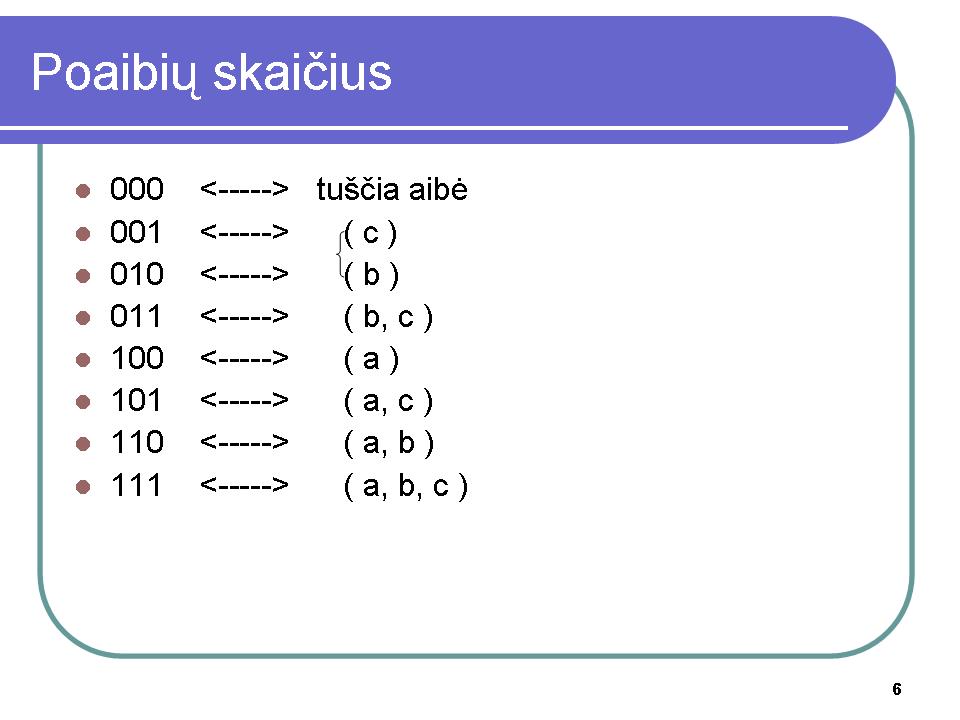 Poaibių skaičius
000 <-----> tuščia aibė
001 <-----> ( c )
010 <-----> ( b )
011 <-----> ( b, c )
100 <-----> ( a )
101 <-----> ( a, c )
110 <-----> ( a, b )
111 <-----> ( a, b, c )
6